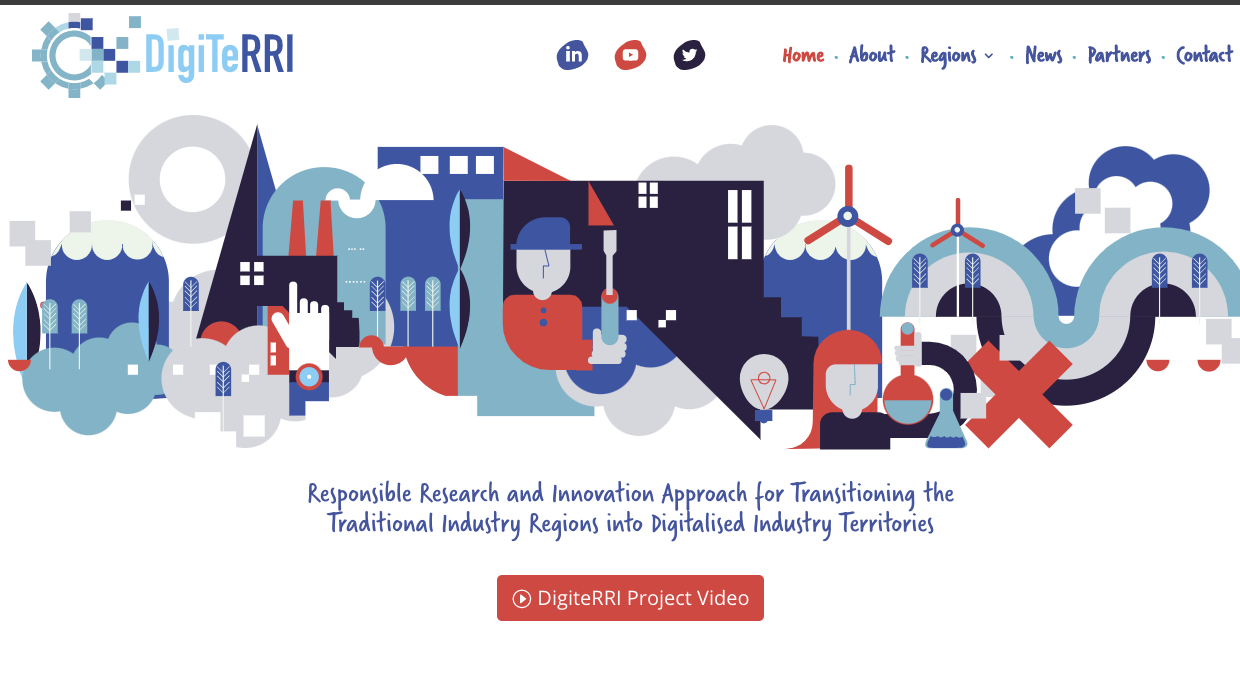 DigiTeRRI
Home · About · Regions · News · Partners · Contact
Responsible Research and Innovation Approach for Transitioning the
Traditional Industry Regions into Digitalised Industry Territories
DigiteRRI Project Video